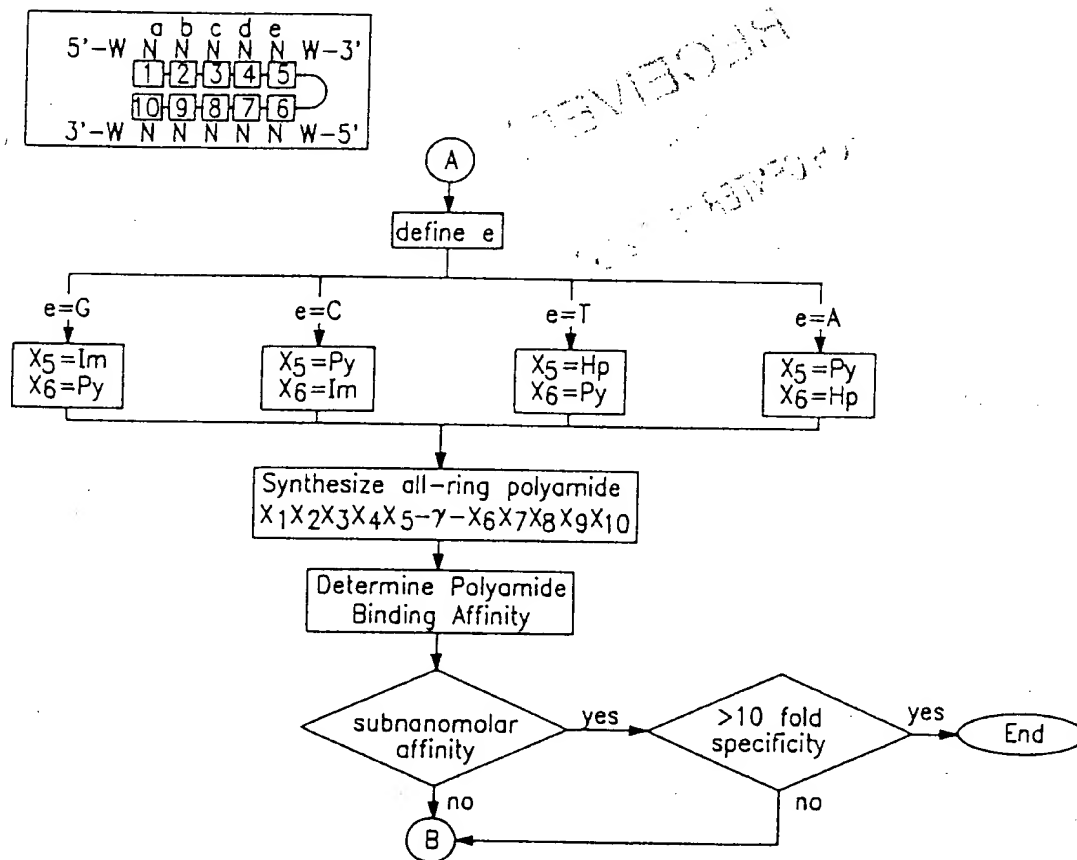 a b c d e
5'-W N N N N N W-3'
1 2 3 4 5
10 9 8 7 6
3'-W N N N N N W-5'
A
define e
e=G
e=C
e=T
e=A
X5=Im
X6=Py
X5=Py
X6=Im
X5=Hp
X6=Py
X5=Py
X6=Hp
Synthesize all-ring polyamide
X1X2X3X4X5-γ-X6X7X8X9X10
Determine Polyamide
Binding Affinity
subnanomolar
affinity
yes
>10 fold
specificity
yes
End
no
no
B